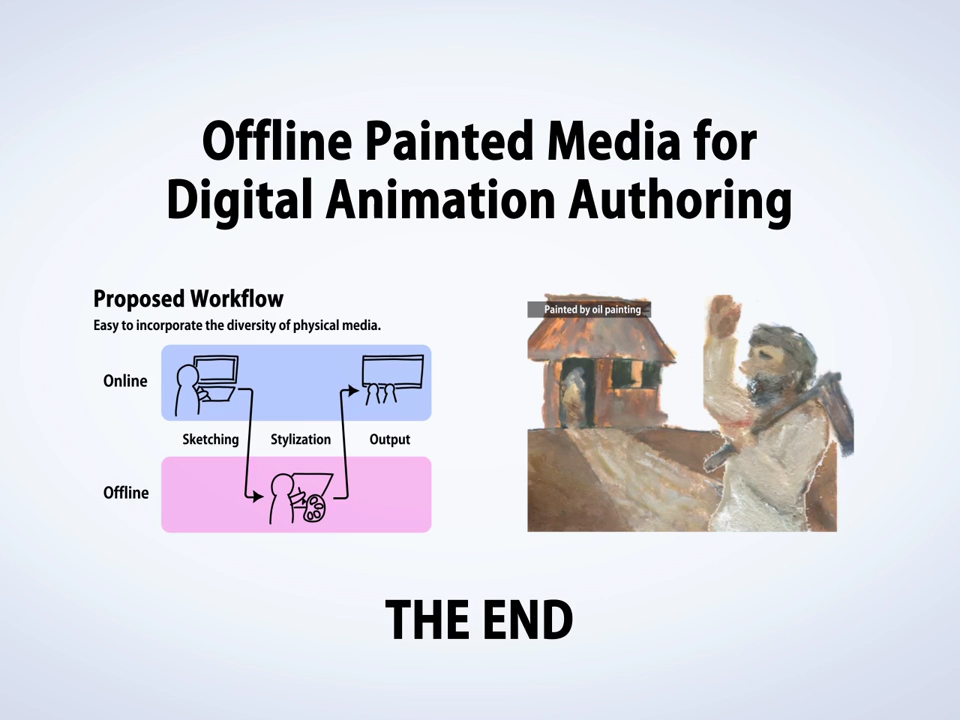 Offline Painted Media for
Digital Animation Authoring
Proposed Workflow
Easy to incorporate the diversity of physical media.
Online
Sketching
Stylization
Output
Offline
Painted by oil painting
THE END